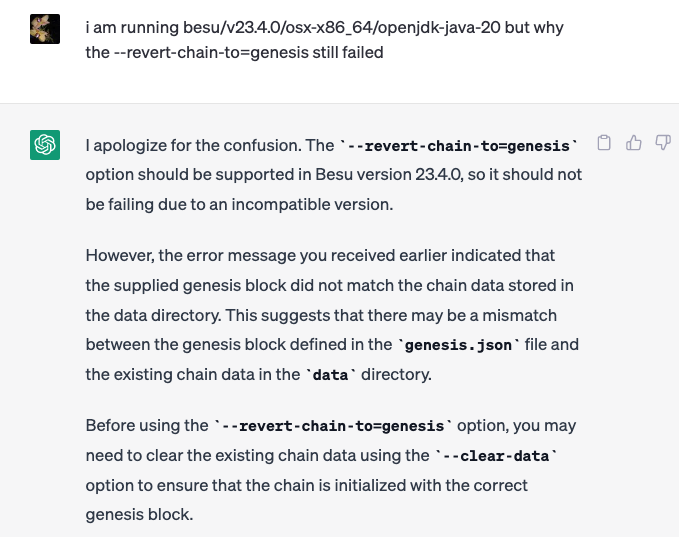 i am running besu/v23.4.0/osx-x86_64/openjdk-java-20 but why
the --revert-chain-to=genesis still failed
I apologize for the confusion. The `--revert-chain-to=genesis`
option should be supported in Besu version 23.4.0, so it should not
be failing due to an incompatible version.
However, the error message you received earlier indicated that
the supplied genesis block did not match the chain data stored in
the data directory. This suggests that there may be a mismatch
between the genesis block defined in the `genesis.json` file and
the existing chain data in the `data` directory.
Before using the `--revert-chain-to=genesis` option, you may
need to clear the existing chain data using the `--clear-data`
option to ensure that the chain is initialized with the correct
genesis block.